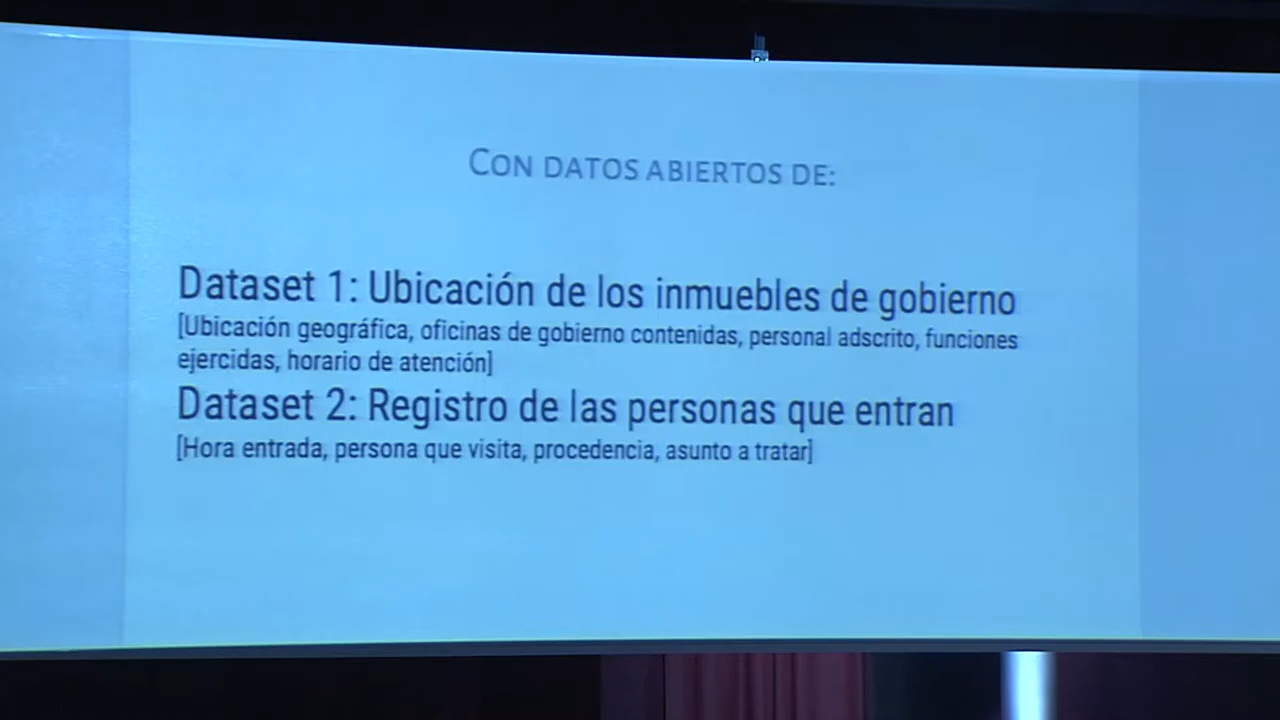 CON DATOS ABIERTOS DE:
Dataset 1: Ubicación de los inmuebles de gobierno
[Ubicación geográfica, oficinas de gobierno contenidas, personal adscrito, funciones
ejercidas, horario de atención]
Dataset 2: Registro de las personas que entran
[Hora entrada, persona que visita, procedencia, asunto a tratar]